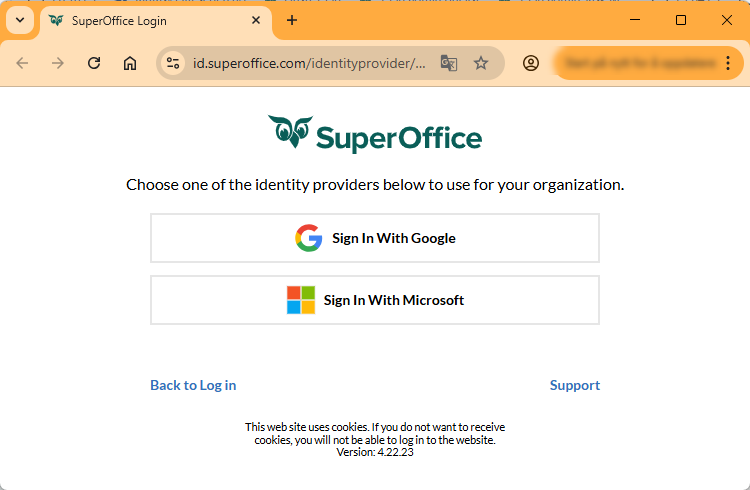 SuperOffice Login
id.superoffice.com/identityprovider/...
SuperOffice
Choose one of the identity providers below to use for your organization.
Sign In With Google
Sign In With Microsoft
Back to Log in
Support
This web site uses cookies. If you do not want to receive
cookies, you will not be able to log in to the website.
Version: 4.22.23